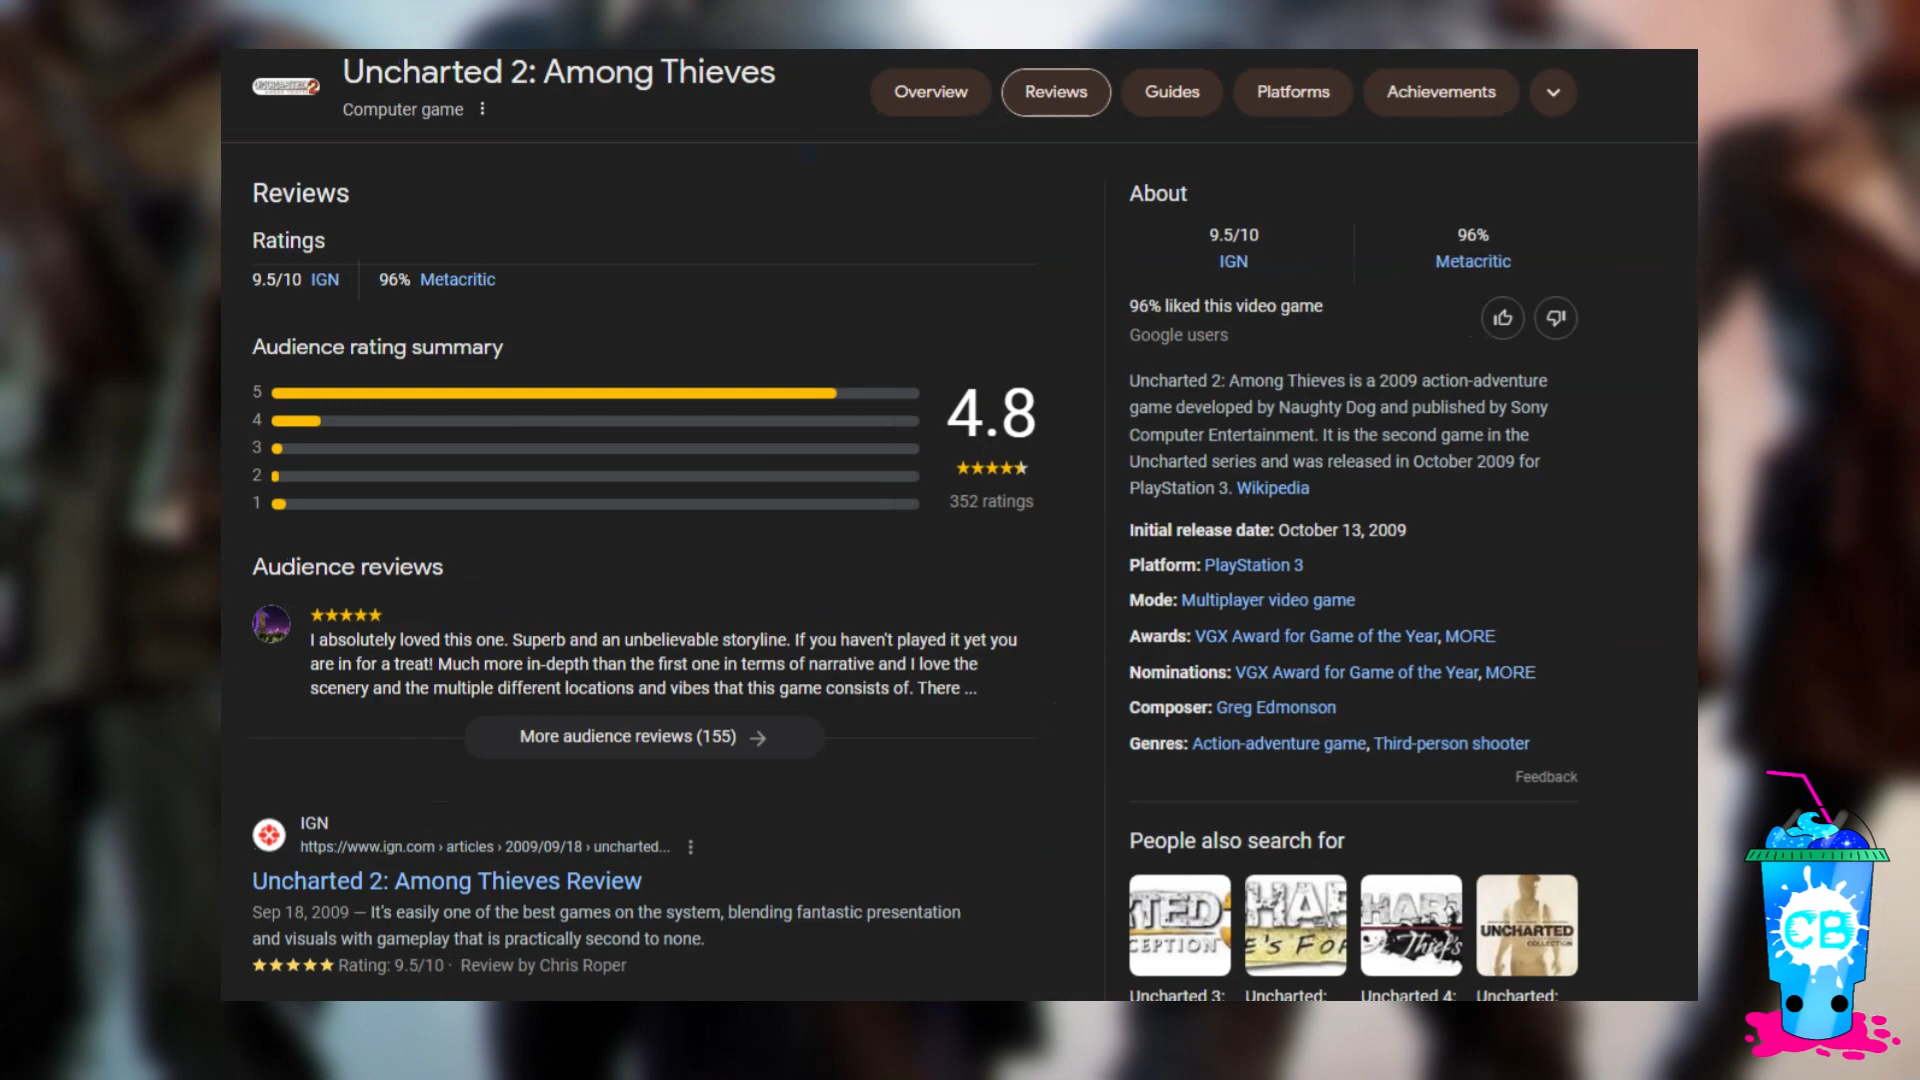 Uncharted 2: Among Thieves
Computer game
Overview
Reviews
Guides
Platforms
Achievements
Reviews
Ratings
9.5/10 IGN
96% Metacritic
Audience rating summary
5
4
3
2
1
4.8
352 ratings
Audience reviews
I absolutely loved this one. Superb and an unbelievable storyline. If you haven't played it yet you
are in for a treat! Much more in-depth than the first one in terms of narrative and I love the
scenery and the multiple different locations and vibes that this game consists of. There ...
More audience reviews (155)
IGN
https://www.ign.com › articles › 2009/09/18 › uncharted...
Uncharted 2: Among Thieves Review
Sep 18, 2009 — It's easily one of the best games on the system, blending fantastic presentation
and visuals with gameplay that is practically second to none.
Rating: 9.5/10 · Review by Chris Roper
About
9.5/10
IGN
96%
Metacritic
96% liked this video game
Google users
Uncharted 2: Among Thieves is a 2009 action-adventure
game developed by Naughty Dog and published by Sony
Computer Entertainment. It is the second game in the
Uncharted series and was released in October 2009 for
PlayStation 3. Wikipedia
Initial release date: October 13, 2009
Platform: PlayStation 3
Mode: Multiplayer video game
Awards: VGX Award for Game of the Year, MORE
Nominations: VGX Award for Game of the Year, MORE
Composer: Greg Edmonson
Genres: Action-adventure game, Third-person shooter
Feedback
People also search for
UNCHARTED
COLLECTION
Uncharted 3:
Uncharted:
Uncharted 4:
Uncharted:
CB